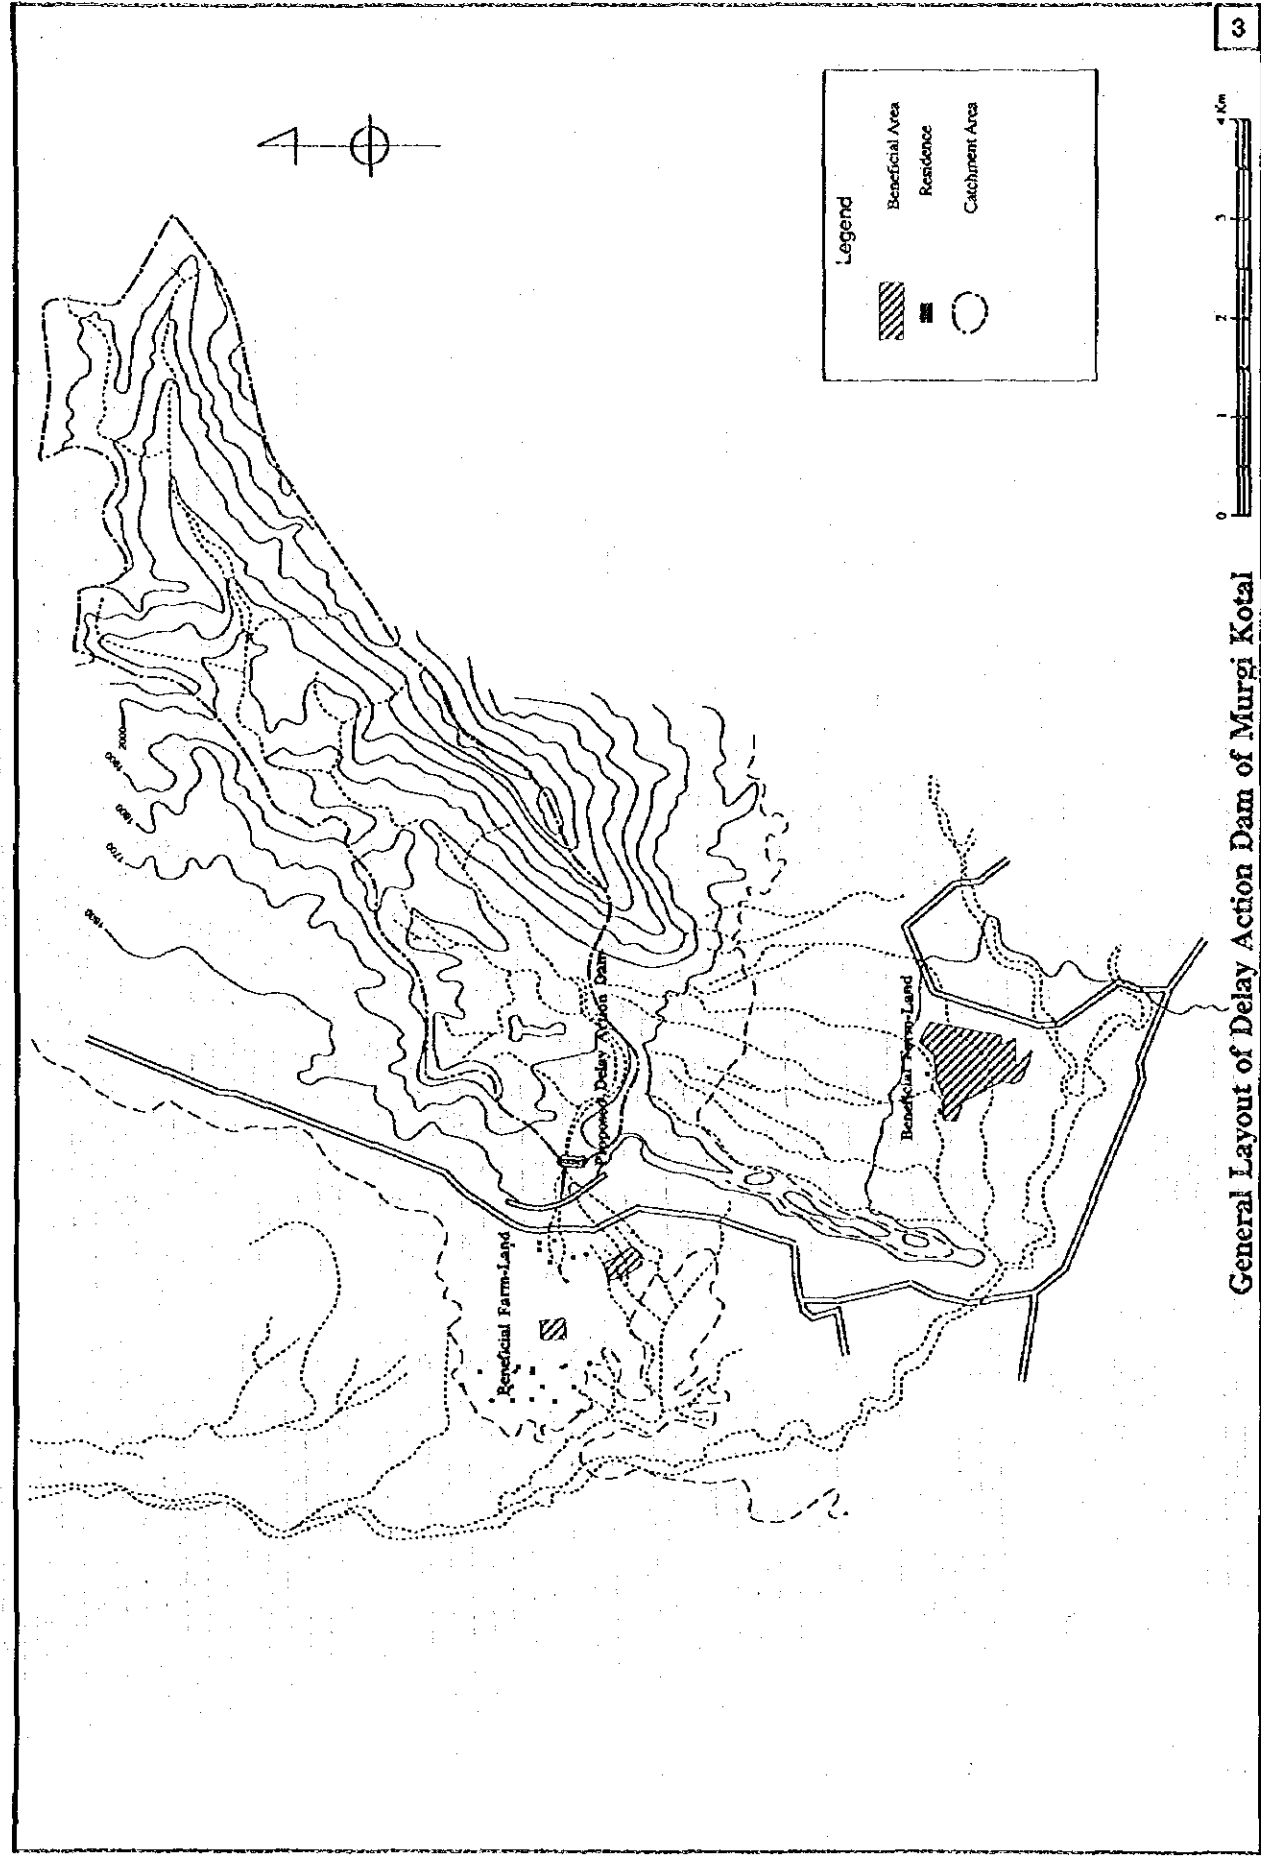 3
Legend
Beneficial Area
Residence
Catchment Area
2000
1900
1800
1700
1600
Proposed Delay Action Dam
Beneficial Farm-Land
Beneficial Farm-Land
0 1 2 3 4 Km
General Layout of Delay Action Dam of Murgi Kotal